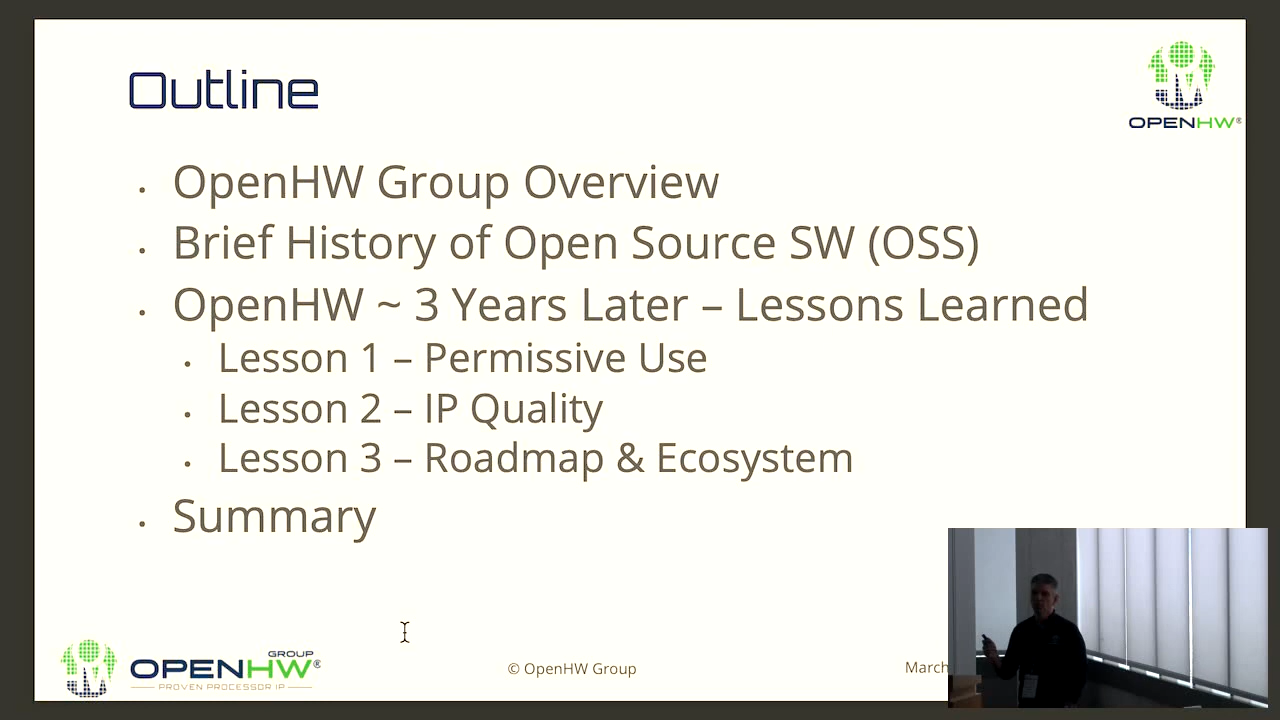 Outline
OPENHW®
• OpenHW Group Overview
• Brief History of Open Source SW (OSS)
• OpenHW ~ 3 Years Later – Lessons Learned
• Lesson 1 – Permissive Use
• Lesson 2 – IP Quality
• Lesson 3 – Roadmap & Ecosystem
• Summary
GROUP
OPENHW®
PROVEN PROCESSOR IP
© OpenHW Group
March